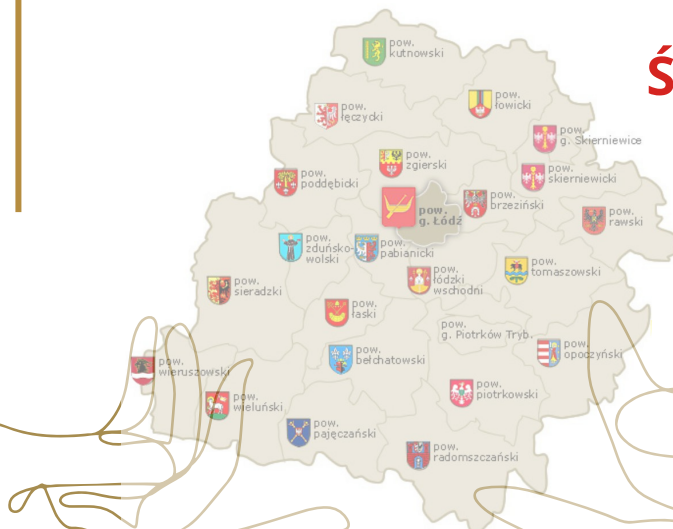 Ś
pow.
kutnowski
pow.
łowicki
pow.
łęczycki
pow.
g. Skierniewice
pow.
zgierski
pow.
skierniewicki
pow.
poddębicki
pow.
brzeziński
pow.
g. Łódź
pow.
rawski
pow.
zduńsko-
wolski
pow.
pabianicki
pow.
tomaszowski
pow.
łódzki
wschodni
pow.
sieradzki
pow.
łaski
pow.
g. Piotrków Tryb.
pow.
opoczyński
pow.
bełchatowski
pow.
wieruszowski
pow.
piotrkowski
pow.
wieluński
pow.
pajęczański
pow.
radomszczański